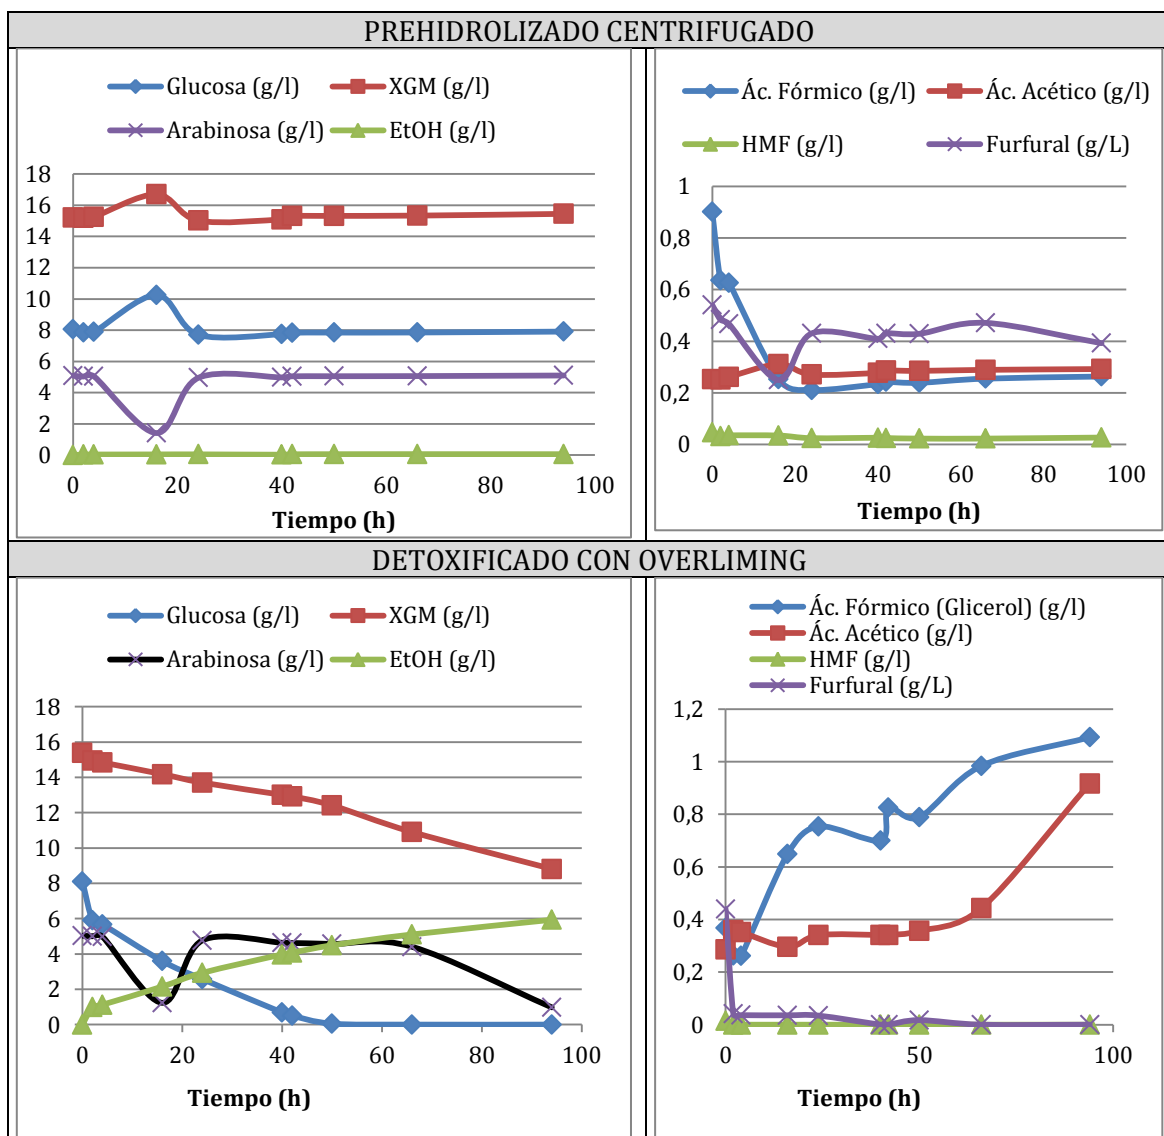 PREHIDROLIZADO CENTRIFUGADO
Glucosa (g/l) XGM (g/l)
Arabinosa (g/l) EtOH (g/l)
18
16
14
12
10
8
6
4
2
0
0 20 40 60 80 100
Tiempo (h)
Ác. Fórmico (g/l) Ác. Acético (g/l)
HMF (g/l) Furfural (g/L)
1
0,8
0,6
0,4
0,2
0
0 20 40 60 80 100
Tiempo (h)
DETOXIFICADO CON OVERLIMING
Glucosa (g/l) XGM (g/l)
Arabinosa (g/l) EtOH (g/l)
18
16
14
12
10
8
6
4
2
0
0 20 40 60 80 100
Tiempo (h)
Ác. Fórmico (Glicerol) (g/l)
Ác. Acético (g/l)
HMF (g/l)
Furfural (g/L)
1,2
1
0,8
0,6
0,4
0,2
0
0 50 100
Tiempo (h)